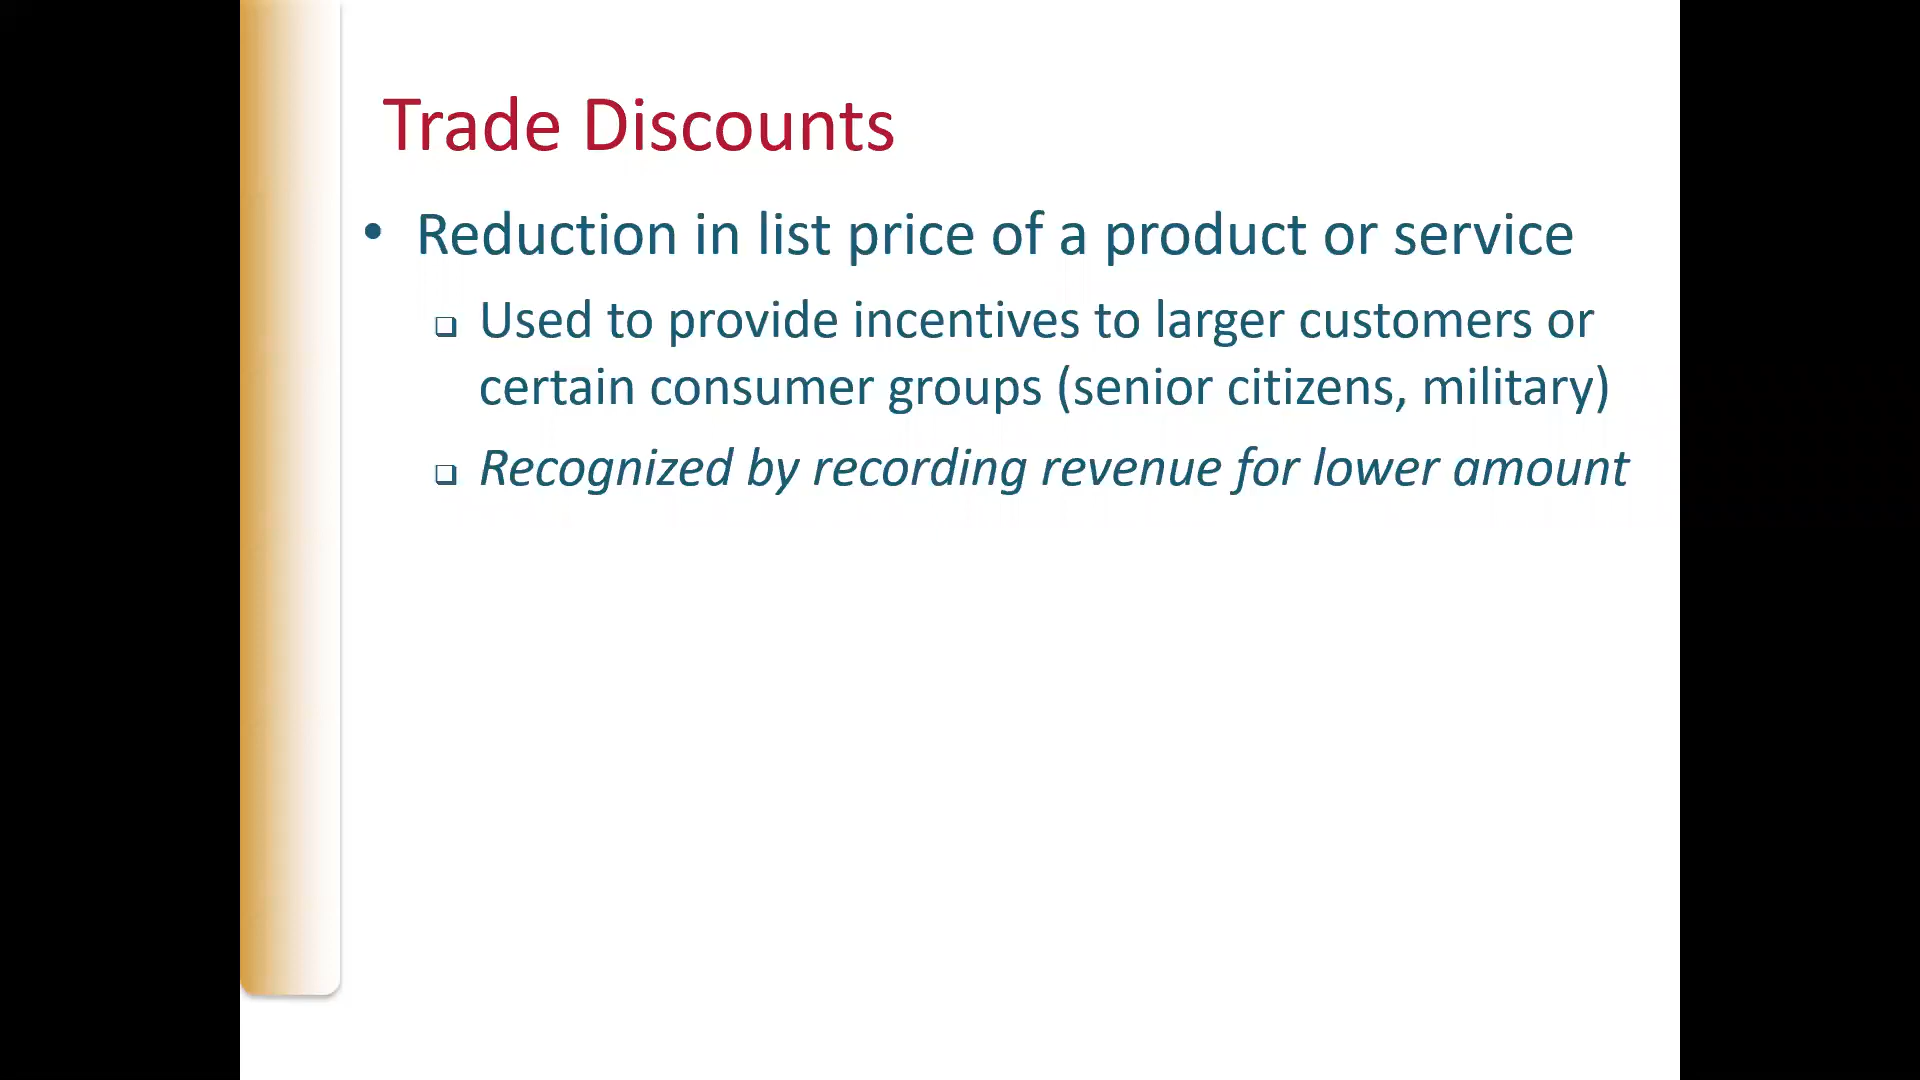 Trade Discounts
• Reduction in list price of a product or service
❑ Used to provide incentives to larger customers or
certain consumer groups (senior citizens, military)
❑ Recognized by recording revenue for lower amount